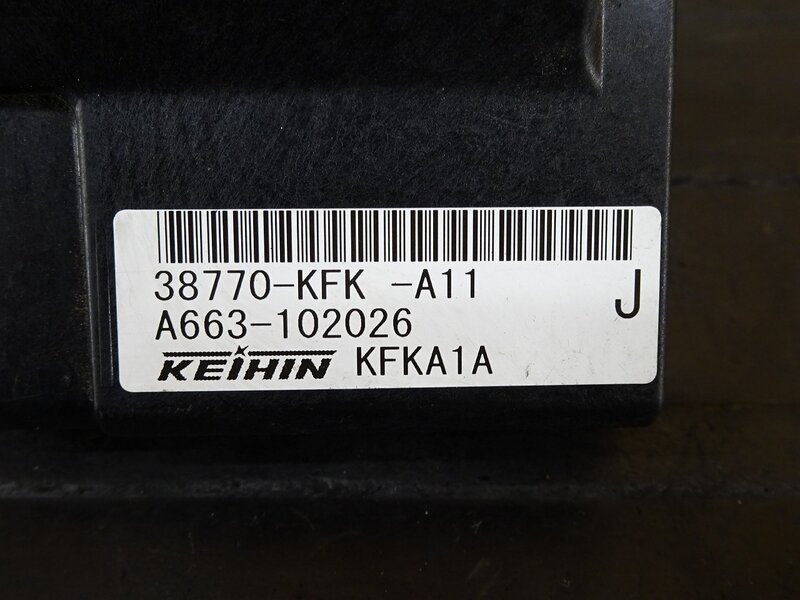 38770-KFK -A11
J
A663-102026
KEIHIN KFKA1A